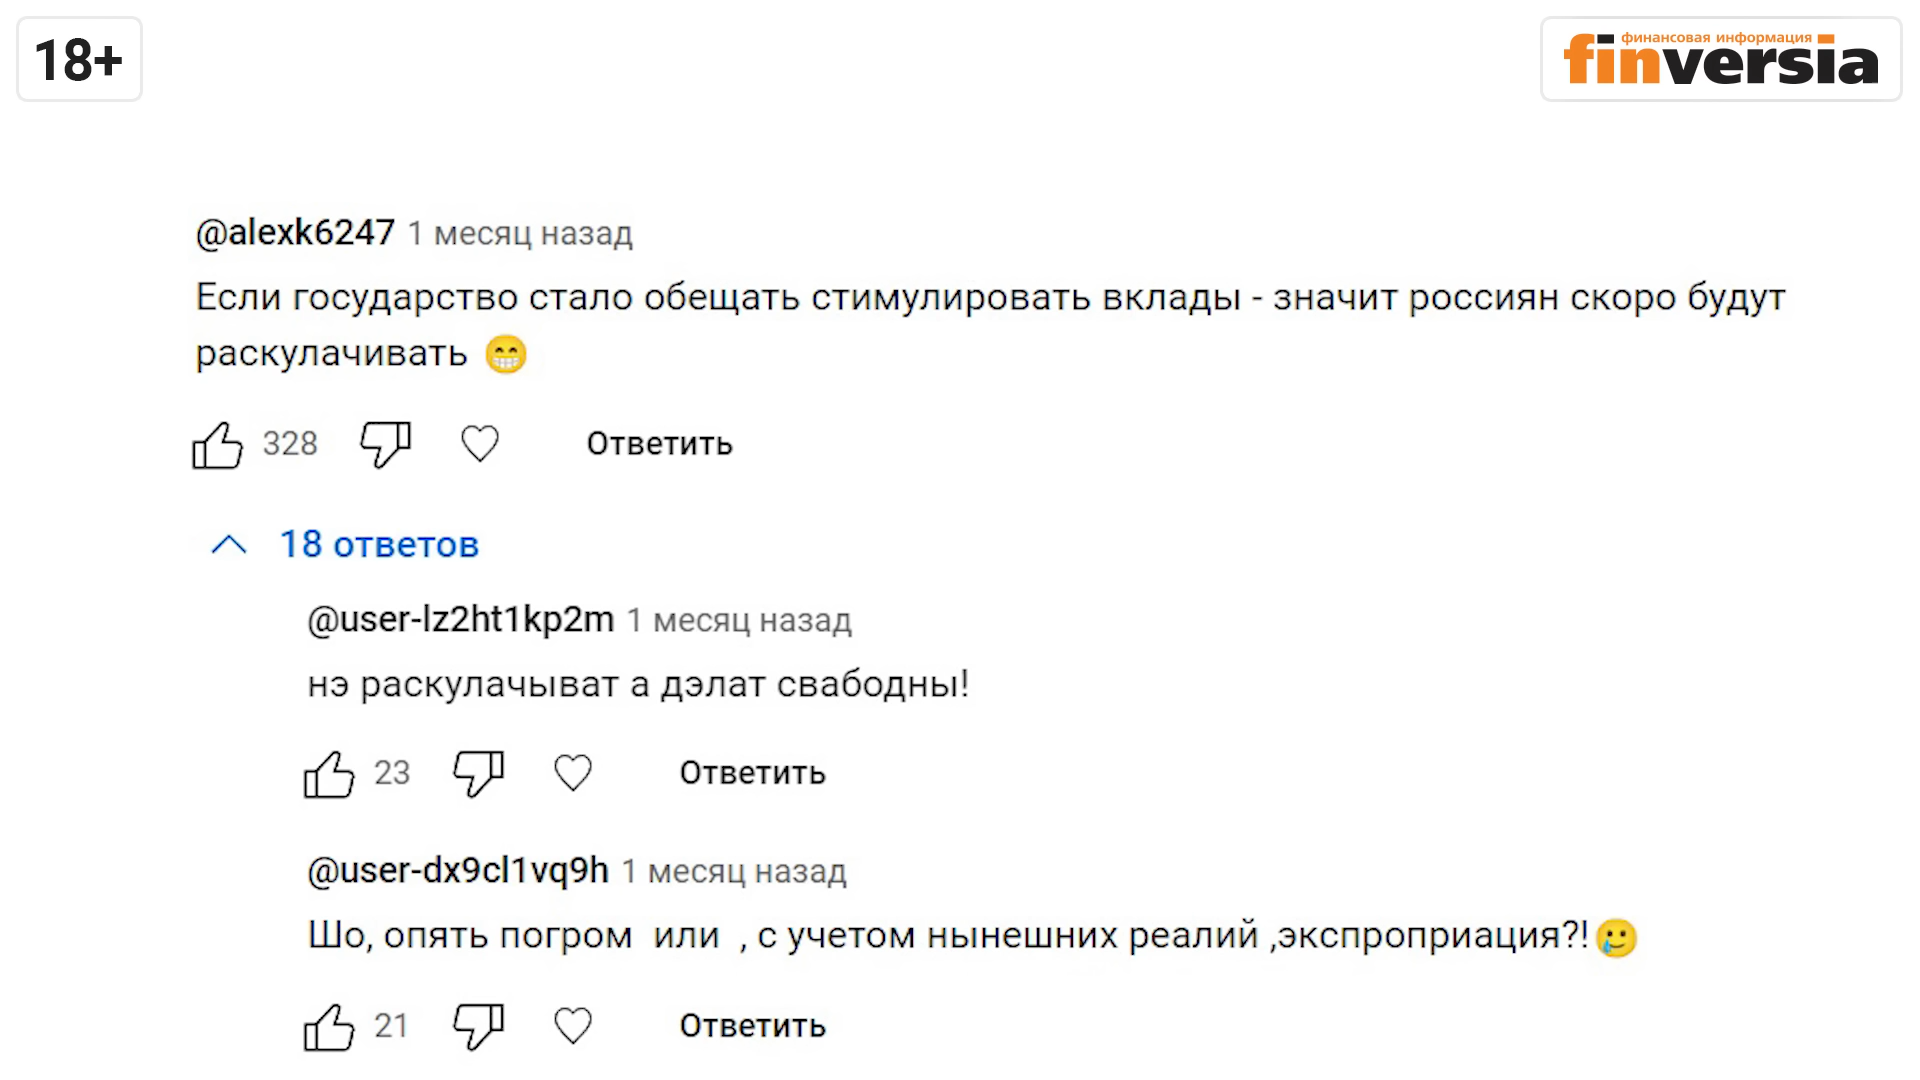 18+
финансовая информация
finversia
@alexk6247 1 месяц назад
Если государство стало обещать стимулировать вклады - значит россиян скоро будут
раскулачивать 😁
328 Ответить
18 ответов
@user-lz2ht1kp2m 1 месяц назад
нэ раскулачыват а дэлат свабодны!
23 Ответить
@user-dx9cl1vq9h 1 месяц назад
Шо, опять погром  или  , с учетом нынешних реалий ,экспроприация?!🥲
21 Ответить